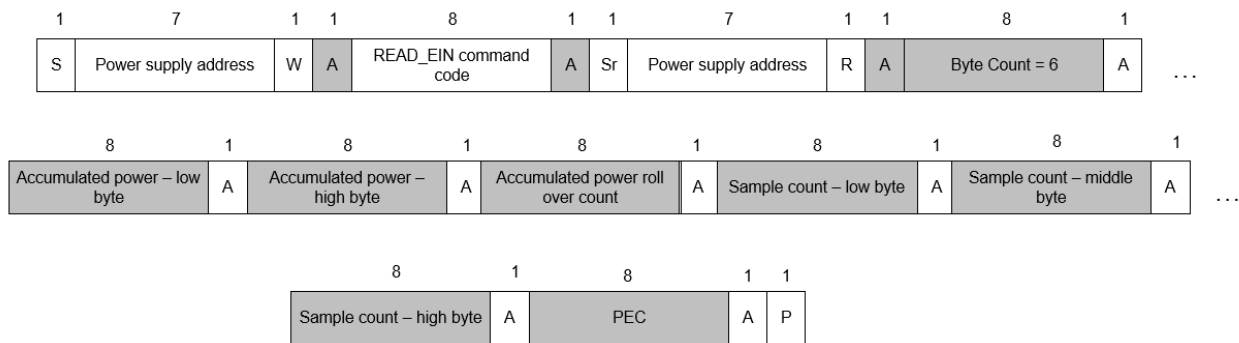 1 7 1 1 8 1 1 7 1 1 8 1
S Power supply address W A READ_EIN command code A Sr Power supply address R A Byte Count = 6 A ...
8 1 8 1 8 1 8 1 8 1
Accumulated power – low byte A Accumulated power – high byte A Accumulated power roll over count A Sample count – low byte A Sample count – middle byte A ...
8 1 8 1 1
Sample count – high byte A PEC A P